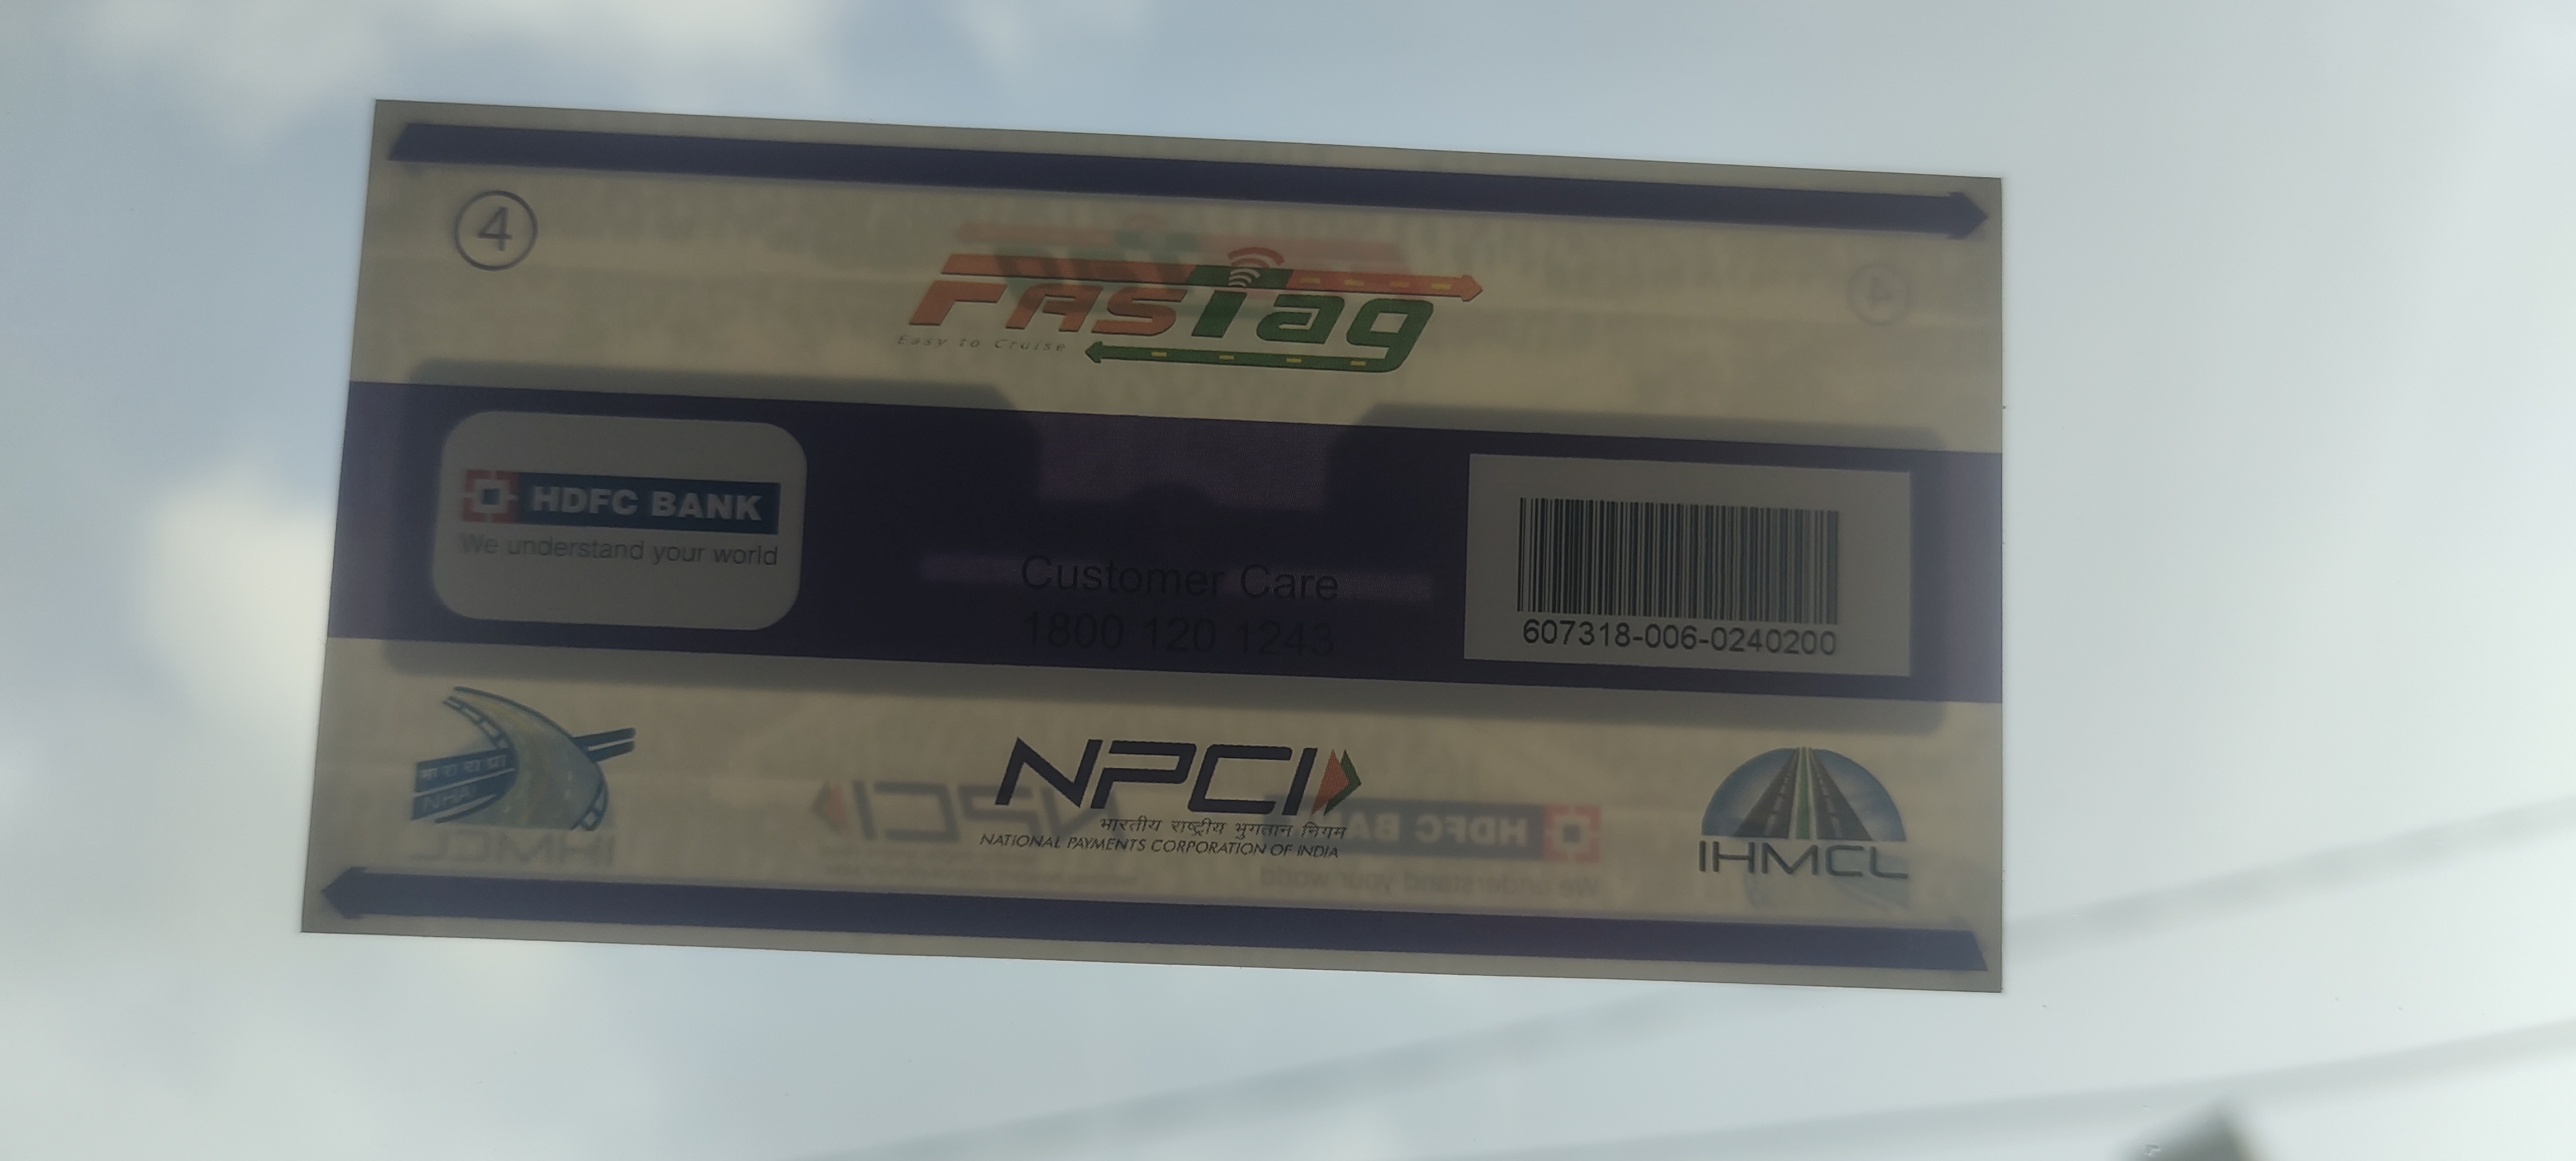 ④
FASTag
Easy to Cruise
HDFC BANK
We understand your world
Customer Care
1800 120 1243
607318-006-0240200
भा रा रा प्रा
NHAI
NPCI
भारतीय राष्ट्रीय भुगतान निगम
NATIONAL PAYMENTS CORPORATION OF INDIA
IHMCL